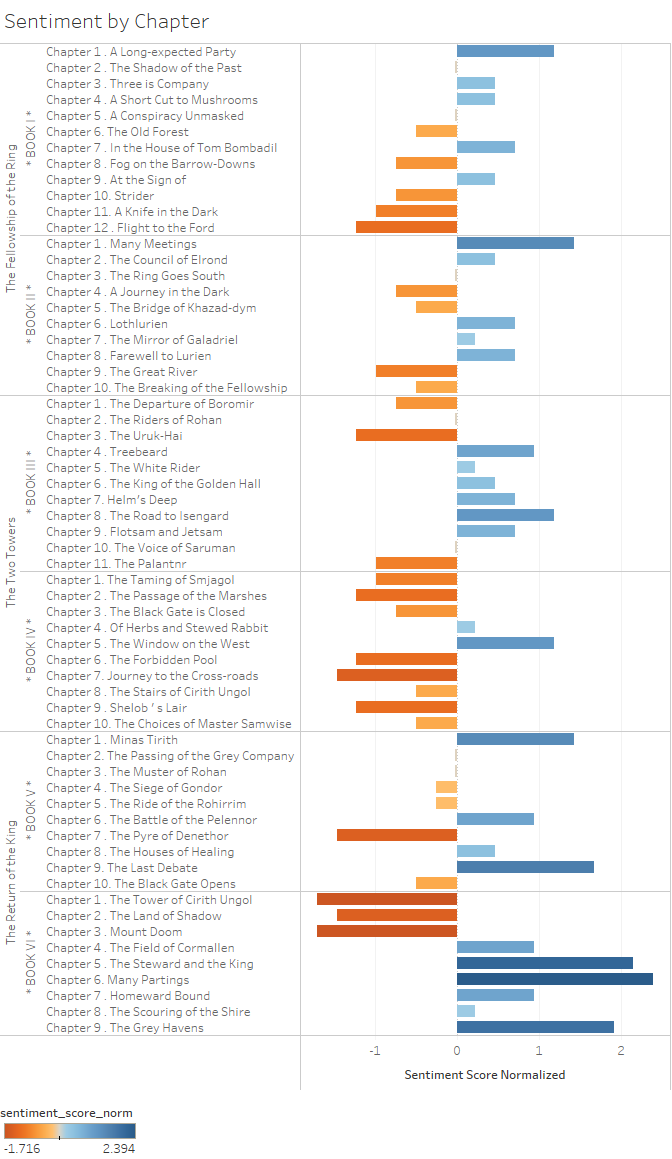 Sentiment by Chapter
The Fellowship of the Ring
* BOOK I *
Chapter 1 . A Long-expected Party
Chapter 2 . The Shadow of the Past
Chapter 3 . Three is Company
Chapter 4 . A Short Cut to Mushrooms
Chapter 5 . A Conspiracy Unmasked
Chapter 6. The Old Forest
Chapter 7 . In the House of Tom Bombadil
Chapter 8 . Fog on the Barrow-Downs
Chapter 9 . At the Sign of
Chapter 10. Strider
Chapter 11. A Knife in the Dark
Chapter 12 . Flight to the Ford
* BOOK II *
Chapter 1 . Many Meetings
Chapter 2 . The Council of Elrond
Chapter 3 . The Ring Goes South
Chapter 4 . A Journey in the Dark
Chapter 5 . The Bridge of Khazad-dym
Chapter 6 . Lothlurien
Chapter 7 . The Mirror of Galadriel
Chapter 8 . Farewell to Lurien
Chapter 9 . The Great River
Chapter 10. The Breaking of the Fellowship
The Two Towers
* BOOK III *
Chapter 1 . The Departure of Boromir
Chapter 2 . The Riders of Rohan
Chapter 3 . The Uruk-Hai
Chapter 4 . Treebeard
Chapter 5 . The White Rider
Chapter 6 . The King of the Golden Hall
Chapter 7. Helm's Deep
Chapter 8 . The Road to Isengard
Chapter 9 . Flotsam and Jetsam
Chapter 10. The Voice of Saruman
Chapter 11. The Palantnr
* BOOK IV *
Chapter 1. The Taming of Smjagol
Chapter 2 . The Passage of the Marshes
Chapter 3 . The Black Gate is Closed
Chapter 4 . Of Herbs and Stewed Rabbit
Chapter 5 . The Window on the West
Chapter 6 . The Forbidden Pool
Chapter 7. Journey to the Cross-roads
Chapter 8 . The Stairs of Cirith Ungol
Chapter 9 . Shelob ' s Lair
Chapter 10. The Choices of Master Samwise
The Return of the King
* BOOK V *
Chapter 1 . Minas Tirith
Chapter 2. The Passing of the Grey Company
Chapter 3 . The Muster of Rohan
Chapter 4 . The Siege of Gondor
Chapter 5 . The Ride of the Rohirrim
Chapter 6 . The Battle of the Pelennor
Chapter 7 . The Pyre of Denethor
Chapter 8 . The Houses of Healing
Chapter 9. The Last Debate
Chapter 10. The Black Gate Opens
* BOOK VI *
Chapter 1 . The Tower of Cirith Ungol
Chapter 2 . The Land of Shadow
Chapter 3 . Mount Doom
Chapter 4 . The Field of Cormallen
Chapter 5 . The Steward and the King
Chapter 6. Many Partings
Chapter 7 . Homeward Bound
Chapter 8 . The Scouring of the Shire
Chapter 9 . The Grey Havens
-1 0 1 2
Sentiment Score Normalized
sentiment_score_norm
-1.716 2.394